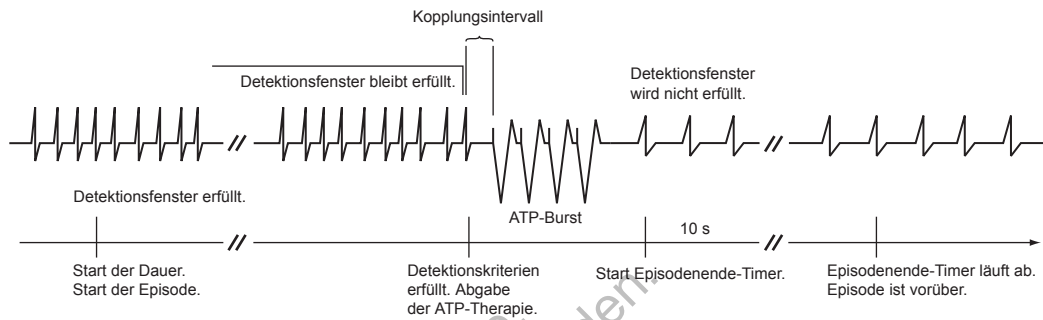 Kopplungsintervall
Detektionsfenster bleibt erfüllt.
Detektionsfenster
wird nicht erfüllt.
Detektionsfenster erfüllt.
ATP-Burst
10 s
Start der Dauer.
Start der Episode.
Detektionskriterien
erfüllt. Abgabe
der ATP-Therapie.
Start Episodenende-Timer.
Episodenende-Timer läuft ab.
Episode ist vorüber.